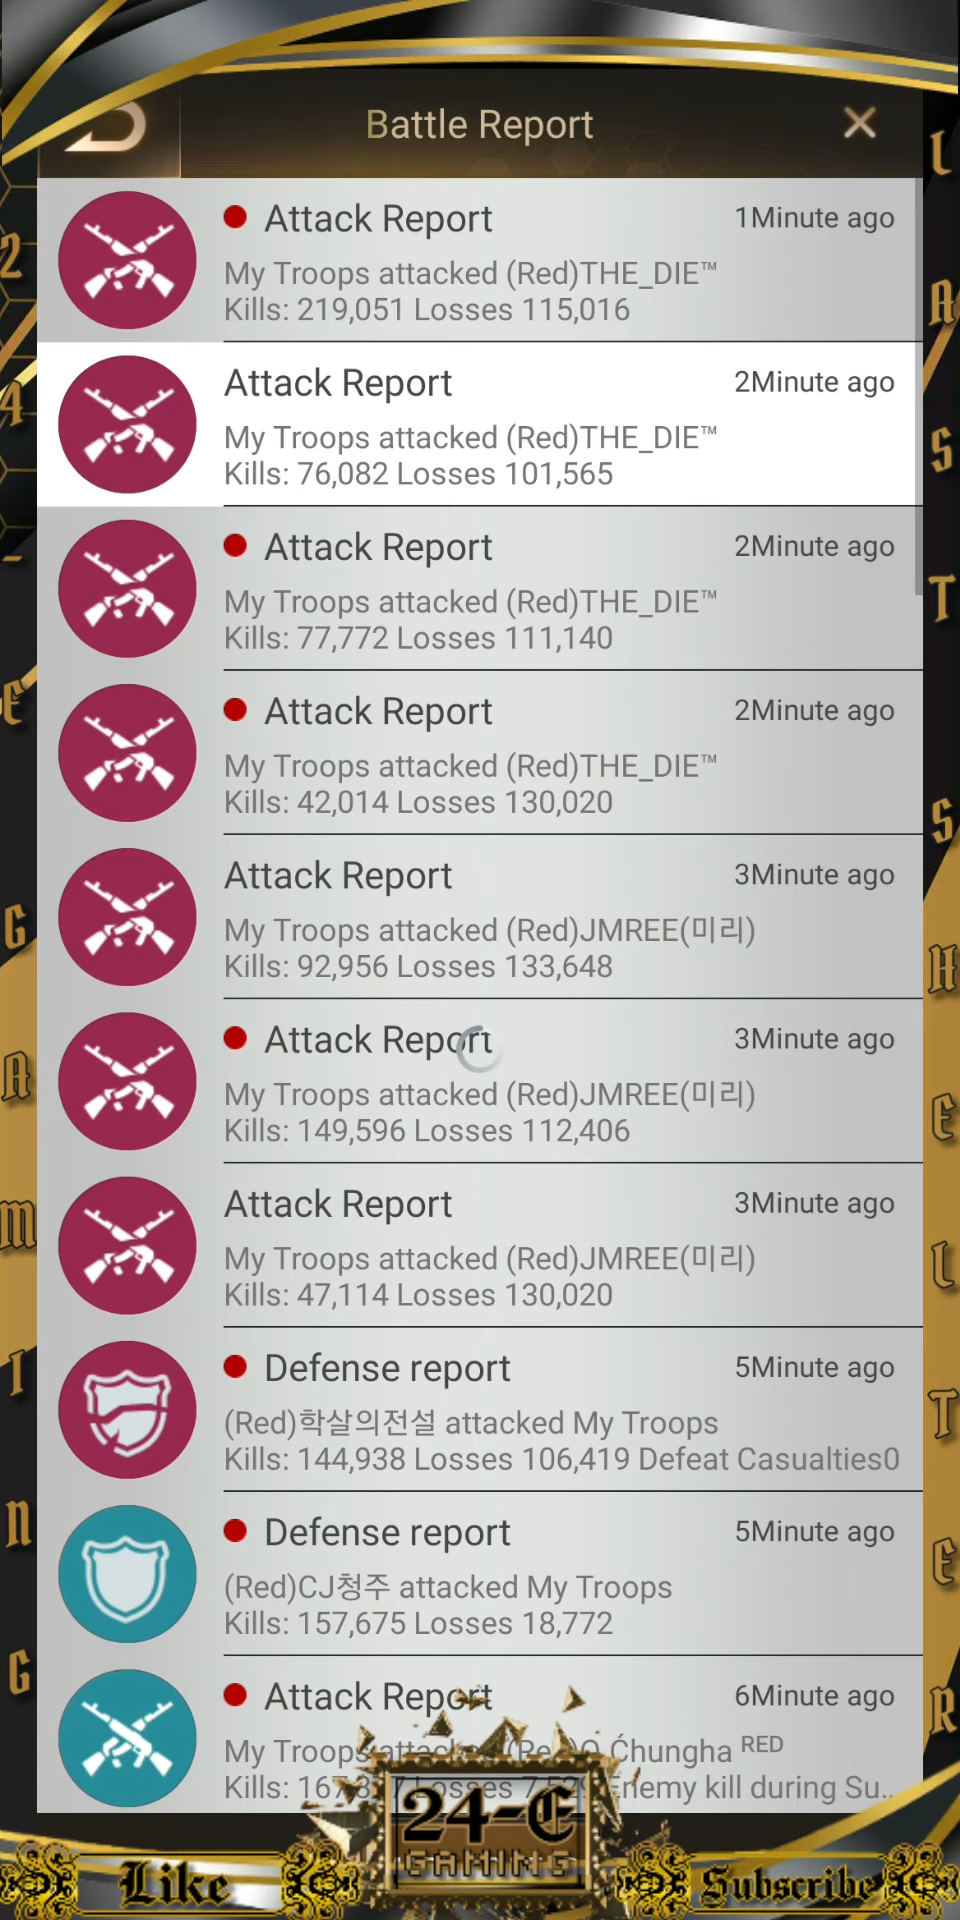 Battle Report
Attack Report
1Minute ago
My Troops attacked (Red)THE_DIE™
Kills: 219,051 Losses 115,016
Attack Report
2Minute ago
My Troops attacked (Red)THE_DIE™
Kills: 76,082 Losses 101,565
Attack Report
2Minute ago
My Troops attacked (Red)THE_DIE™
Kills: 77,772 Losses 111,140
Attack Report
2Minute ago
My Troops attacked (Red)THE_DIE™
Kills: 42,014 Losses 130,020
Attack Report
3Minute ago
My Troops attacked (Red)JMREE(미리)
Kills: 92,956 Losses 133,648
Attack Report
3Minute ago
My Troops attacked (Red)JMREE(미리)
Kills: 149,596 Losses 112,406
Attack Report
3Minute ago
My Troops attacked (Red)JMREE(미리)
Kills: 47,114 Losses 130,020
Defense report
5Minute ago
(Red)학살의전설 attacked My Troops
Kills: 144,938 Losses 106,419 Defeat Casualties0
Defense report
5Minute ago
(Red)CJ청주 attacked My Troops
Kills: 157,675 Losses 18,772
Attack Report
6Minute ago
My Troops attacked Ćhungha RED
Kills: Losses Enemy kill during Su..
24-E
GAMING
Like
Subscribe
24-E GAMING
LAST SHELTER